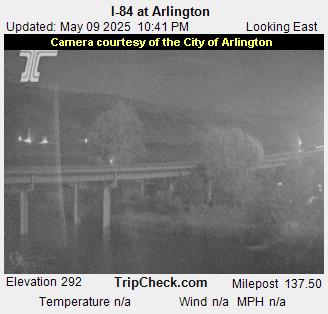 I-84 at Arlington
Updated: May 09 2025 10:41 PM Looking East
Camera courtesy of the City of Arlington
Elevation 292 TripCheck.com Milepost 137.50
Temperature n/a Wind n/a MPH n/a